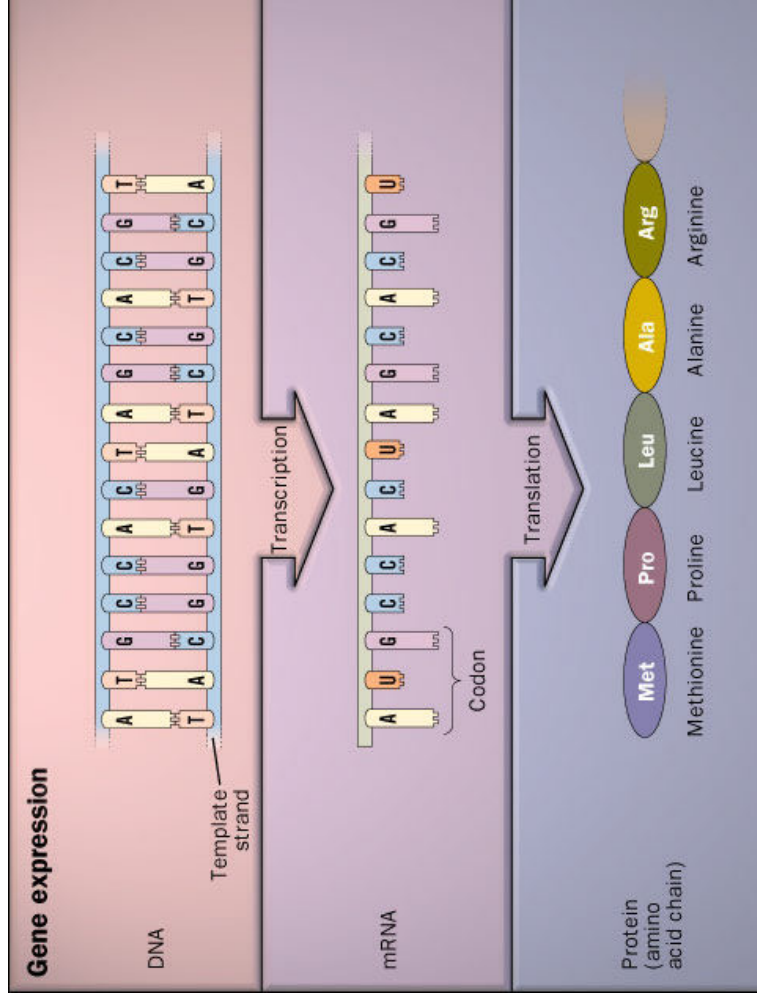 Gene expression
DNA
A T G C C A C T A G C A C G T
T A C G G T G A T C G T G C A
Template
strand
Transcription
mRNA
A U G C C A C U A G C A C G U
Codon
Translation
Protein
(amino
acid chain)
Met Pro Leu Ala Arg
Methionine Proline Leucine Alanine Arginine